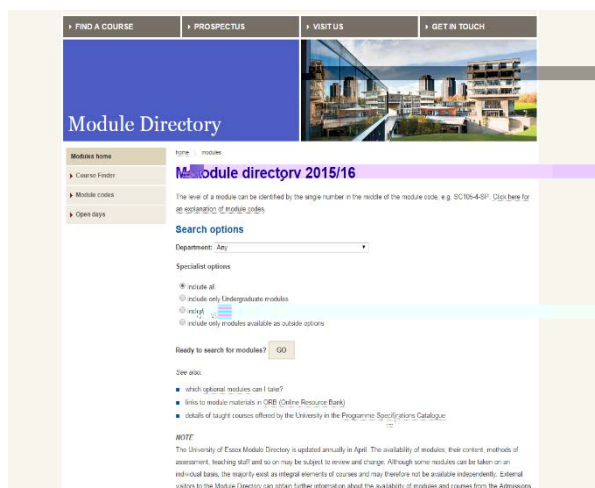 FIND A COURSE
PROSPECTUS
VISIT US
GET IN TOUCH
Module Directory
Modules home
Course Finder
Module codes
Open days
home modules
Module directory 2015/16
The level of a module can be identified by the single number in the middle of the module code, e.g. SC105-4-SP. Click here for
an explanation of module codes.
Search options
Department: Any
Specialist options
include all
include only Undergraduate modules
include only modules available as outside options
Ready to search for modules? GO
See also:
which optional modules can I take?
links to module materials in ORB (Online Resource Bank)
details of taught courses offered by the University in the Programme Specifications Catalogue
NOTE
The University of Essex Module Directory is updated annually in April. The availability of modules, their content, methods of
assessment, teaching staff and so on may be subject to review and change. Although some modules can be taken on an
individual basis, the majority exist as integral elements of courses and may therefore not be available independently. External
visitors to the Module Directory can obtain further information about the availability of modules and courses from the Admissions